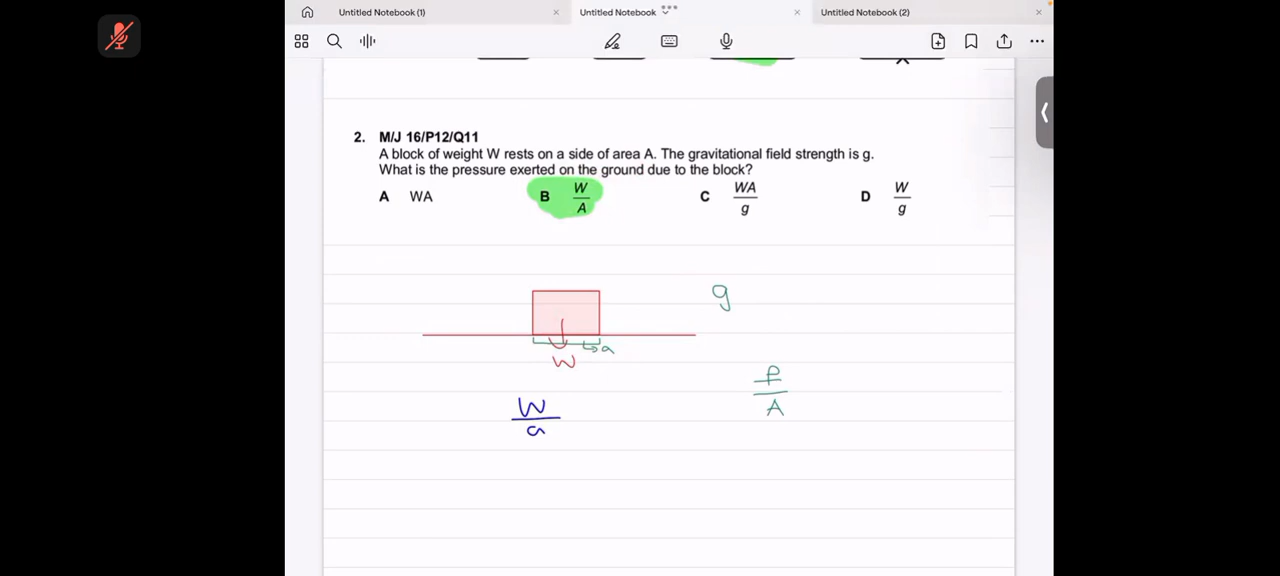 Untitled Notebook (1) × Untitled Notebook × Untitled Notebook (2) ×
2. M/J 16/P12/Q11
A block of weight W rests on a side of area A. The gravitational field strength is g.
What is the pressure exerted on the ground due to the block?
A WA B W/A C WA/g D W/g
g
a
W
F/A
W/a